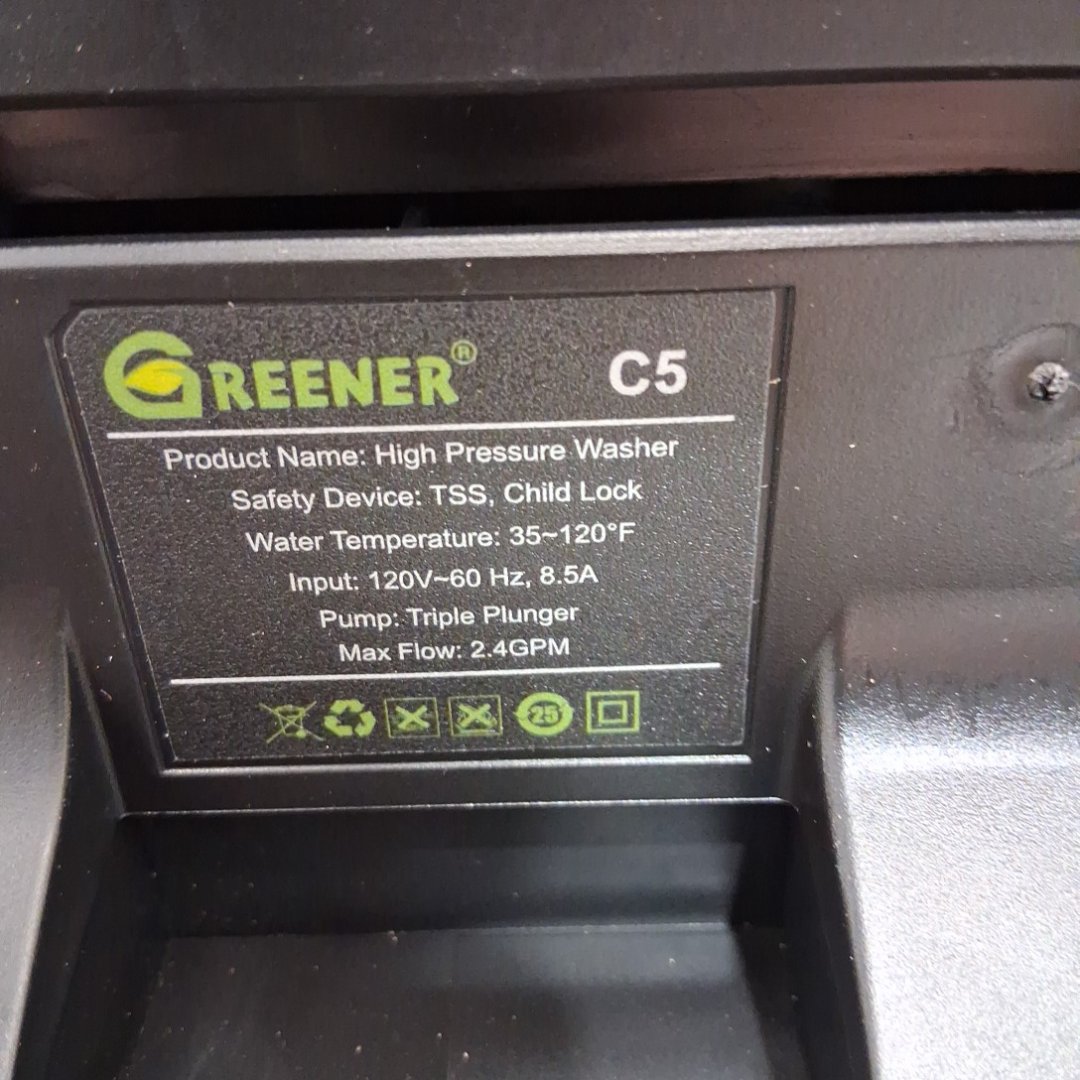 GREENER® C5
Product Name: High Pressure Washer
Safety Device: TSS, Child Lock
Water Temperature: 35~120°F
Input: 120V~60 Hz, 8.5A
Pump: Triple Plunger
Max Flow: 2.4GPM
25